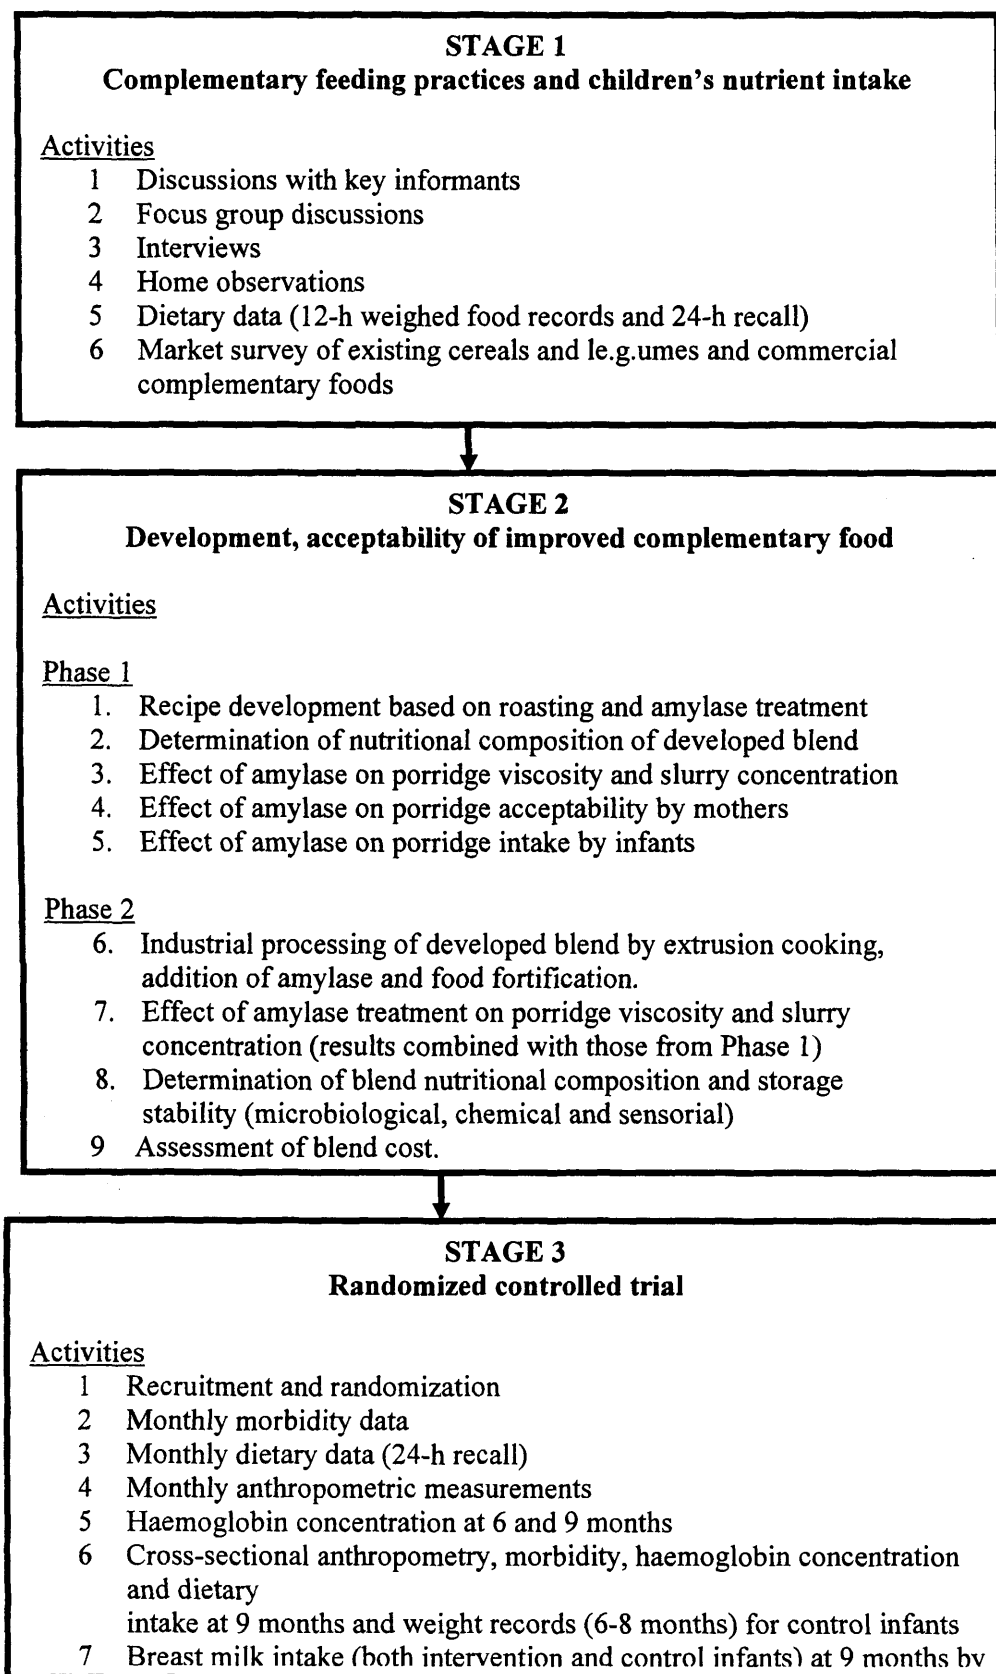 STAGE 1
Complementary feeding practices and children's nutrient intake
Activities
1 Discussions with key informants
2 Focus group discussions
3 Interviews
4 Home observations
5 Dietary data (12-h weighed food records and 24-h recall)
6 Market survey of existing cereals and le.g.umes and commercial
complementary foods
STAGE 2
Development, acceptability of improved complementary food
Activities
Phase 1
1. Recipe development based on roasting and amylase treatment
2. Determination of nutritional composition of developed blend
3. Effect of amylase on porridge viscosity and slurry concentration
4. Effect of amylase on porridge acceptability by mothers
5. Effect of amylase on porridge intake by infants
Phase 2
6. Industrial processing of developed blend by extrusion cooking,
addition of amylase and food fortification.
7. Effect of amylase treatment on porridge viscosity and slurry
concentration (results combined with those from Phase 1)
8. Determination of blend nutritional composition and storage
stability (microbiological, chemical and sensorial)
9 Assessment of blend cost.
STAGE 3
Randomized controlled trial
Activities
1 Recruitment and randomization
2 Monthly morbidity data
3 Monthly dietary data (24-h recall)
4 Monthly anthropometric measurements
5 Haemoglobin concentration at 6 and 9 months
6 Cross-sectional anthropometry, morbidity, haemoglobin concentration
and dietary
intake at 9 months and weight records (6-8 months) for control infants
7 Breast milk intake (both intervention and control infants) at 9 months by